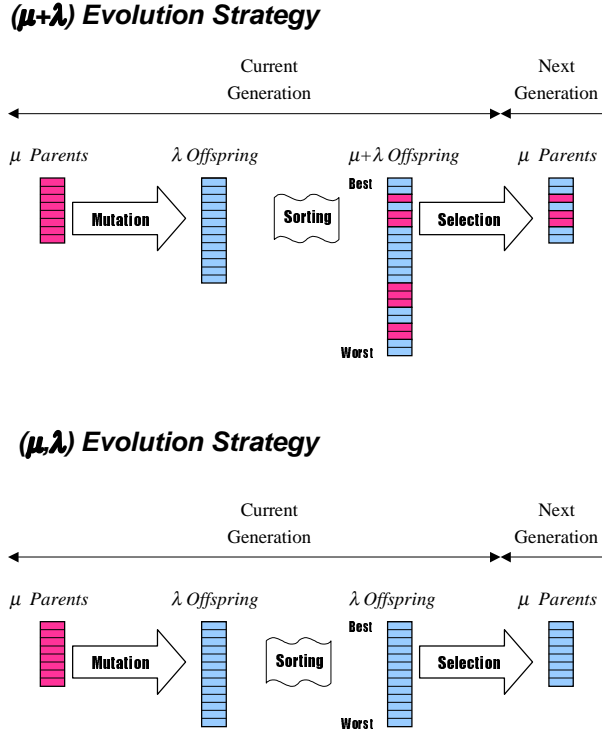 (μ+λ) Evolution Strategy
Current
Generation
Next
Generation
μ Parents
λ Offspring
μ+λ Offspring
μ Parents
Best
Mutation
Sorting
Selection
Worst
(μ,λ) Evolution Strategy
Current
Generation
Next
Generation
μ Parents
λ Offspring
λ Offspring
μ Parents
Best
Mutation
Sorting
Selection
Worst